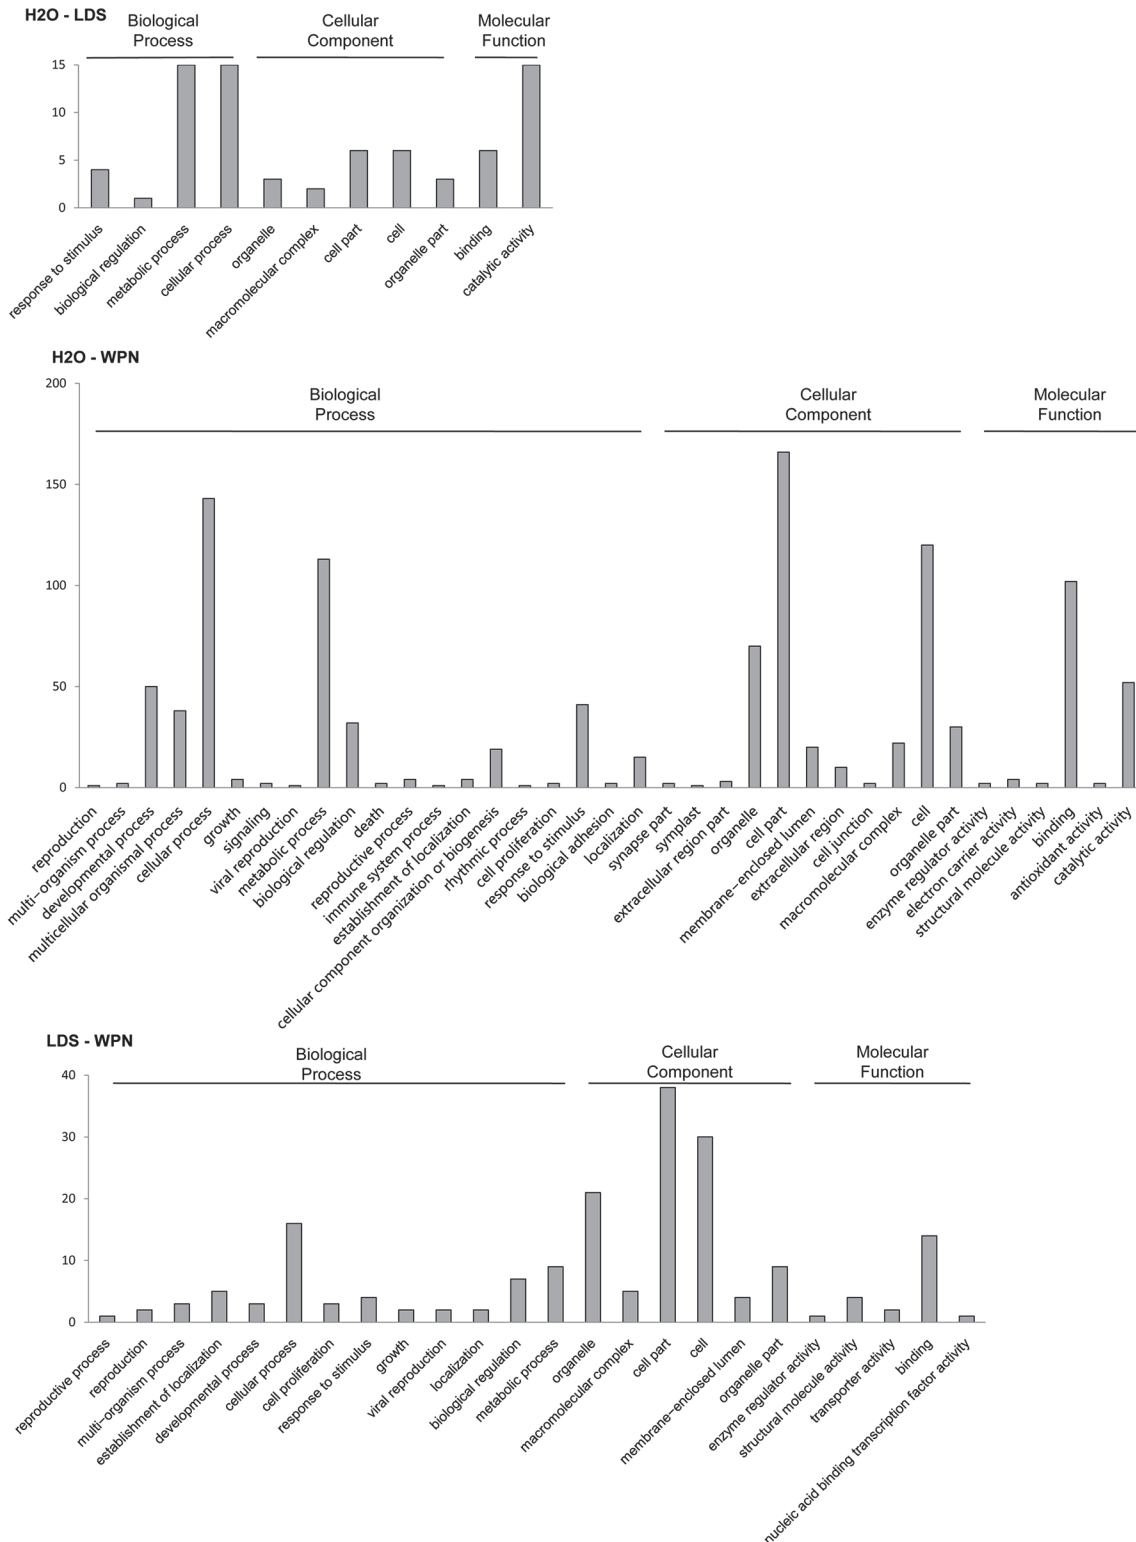 H2O - LDS
Biological
Process
Cellular
Component
Molecular
Function
15
10
5
0
response to stimulus
biological regulation
metabolic process
cellular process
organelle
macromolecular complex
cell part
cell
organelle part
binding
catalytic activity
H2O - WPN
Biological
Process
Cellular
Component
Molecular
Function
200
150
100
50
0
reproduction
multi−organism process
developmental process
multicellular organismal process
cellular process
growth
signaling
viral reproduction
metabolic process
biological regulation
death
reproductive process
immune system process
establishment of localization
cellular component organization or biogenesis
rhythmic process
cell proliferation
response to stimulus
biological adhesion
localization
synapse part
symplast
extracellular region part
organelle
cell part
membrane−enclosed lumen
extracellular region
cell junction
macromolecular complex
cell
organelle part
enzyme regulator activity
electron carrier activity
structural molecule activity
binding
antioxidant activity
catalytic activity
LDS - WPN
Biological
Process
Cellular
Component
Molecular
Function
40
30
20
10
0
reproductive process
reproduction
multi−organism process
establishment of localization
developmental process
cellular process
cell proliferation
response to stimulus
growth
viral reproduction
localization
biological regulation
metabolic process
organelle
macromolecular complex
cell part
cell
membrane−enclosed lumen
organelle part
enzyme regulator activity
structural molecule activity
transporter activity
binding
nucleic acid binding transcription factor activity